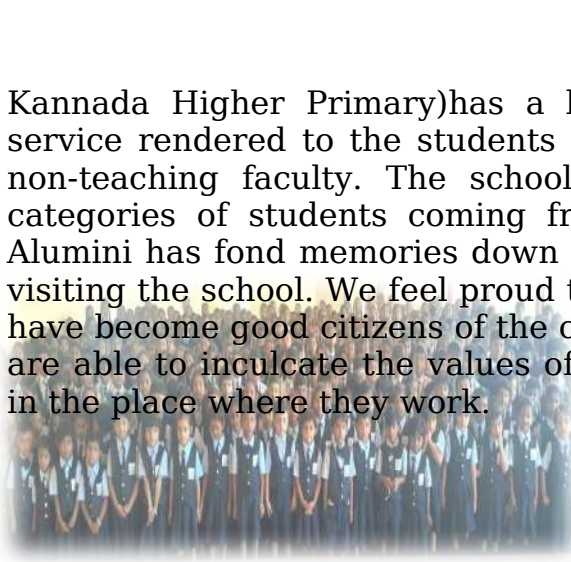 Kannada Higher Primary)has a
service rendered to the students
non-teaching faculty. The school
categories of students coming
Alumini has fond memories down
visiting the school. We feel proud
have become good citizens of the
are able to inculcate the values of
in the place where they work.